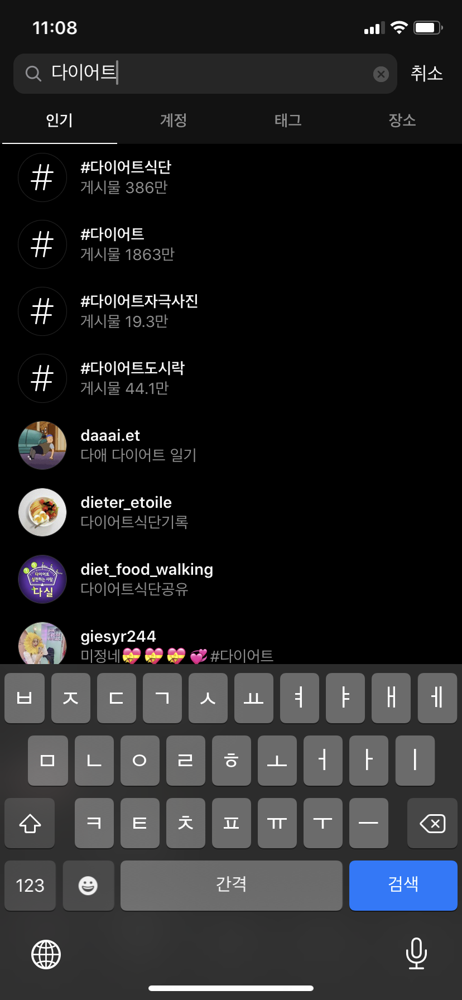 11:08
다이어트
취소
인기 계정 태그 장소
#다이어트식단
게시물 386만
#다이어트
게시물 1863만
#다이어트자극사진
게시물 19.3만
#다이어트도시락
게시물 44.1만
daaai.et
다애 다이어트 일기
dieter_etoile
다이어트식단기록
다이어트
실천하는 사람
다실
diet_food_walking
다이어트식단공유
giesyr244
미정네💝💝💝💞#다이어트
ㅂ ㅈ ㄷ ㄱ ㅅ ㅛ ㅕ ㅑ ㅐ ㅔ
ㅁ ㄴ ㅇ ㄹ ㅎ ㅗ ㅓ ㅏ ㅣ
ㅋ ㅌ ㅊ ㅍ ㅠ ㅜ ㅡ
123 간격 검색